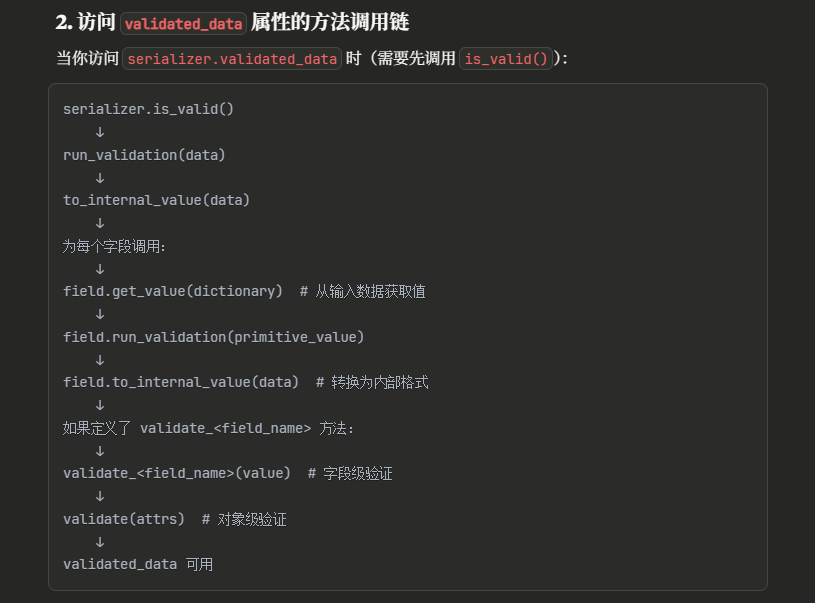 2. 访问 validated_data 属性的方法调用链
当你访问 serializer.validated_data 时（需要先调用 is_valid()）：
serializer.is_valid()
↓
run_validation(data)
↓
to_internal_value(data)
↓
为每个字段调用：
↓
field.get_value(dictionary)  # 从输入数据获取值
↓
field.run_validation(primitive_value)
↓
field.to_internal_value(data)  # 转换为内部格式
↓
如果定义了 validate_<field_name> 方法：
↓
validate_<field_name>(value)  # 字段级验证
↓
validate(attrs)  # 对象级验证
↓
validated_data 可用